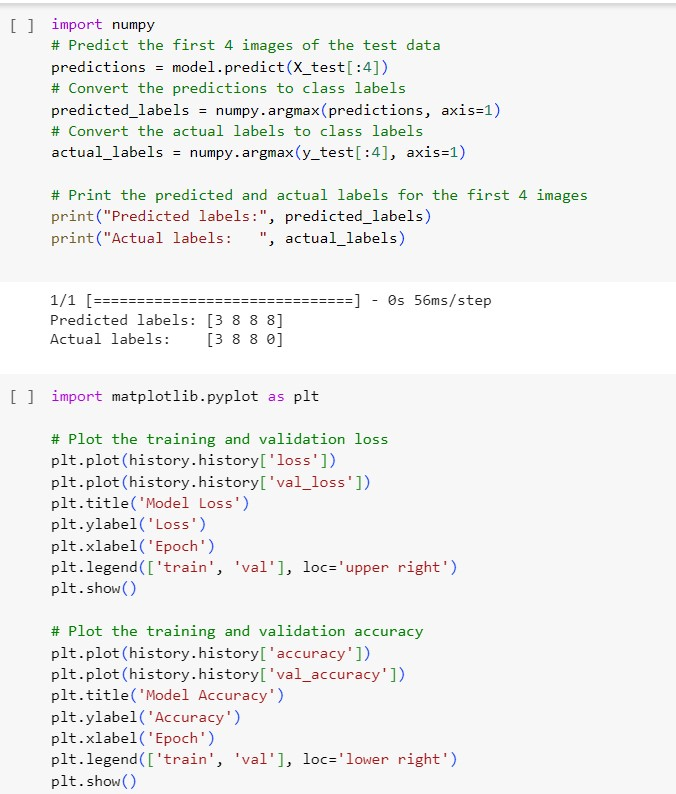 [ ] import numpy
# Predict the first 4 images of the test data
predictions = model.predict(X_test[:4])
# Convert the predictions to class labels
predicted_labels = numpy.argmax(predictions, axis=1)
# Convert the actual labels to class labels
actual_labels = numpy.argmax(y_test[:4], axis=1)
# Print the predicted and actual labels for the first 4 images
print("Predicted labels:", predicted_labels)
print("Actual labels:   ", actual_labels)
1/1 [==============================] - 0s 56ms/step
Predicted labels: [3 8 8 8]
Actual labels:    [3 8 8 0]
[ ] import matplotlib.pyplot as plt
# Plot the training and validation loss
plt.plot(history.history['loss'])
plt.plot(history.history['val_loss'])
plt.title('Model Loss')
plt.ylabel('Loss')
plt.xlabel('Epoch')
plt.legend(['train', 'val'], loc='upper right')
plt.show()
# Plot the training and validation accuracy
plt.plot(history.history['accuracy'])
plt.plot(history.history['val_accuracy'])
plt.title('Model Accuracy')
plt.ylabel('Accuracy')
plt.xlabel('Epoch')
plt.legend(['train', 'val'], loc='lower right')
plt.show()